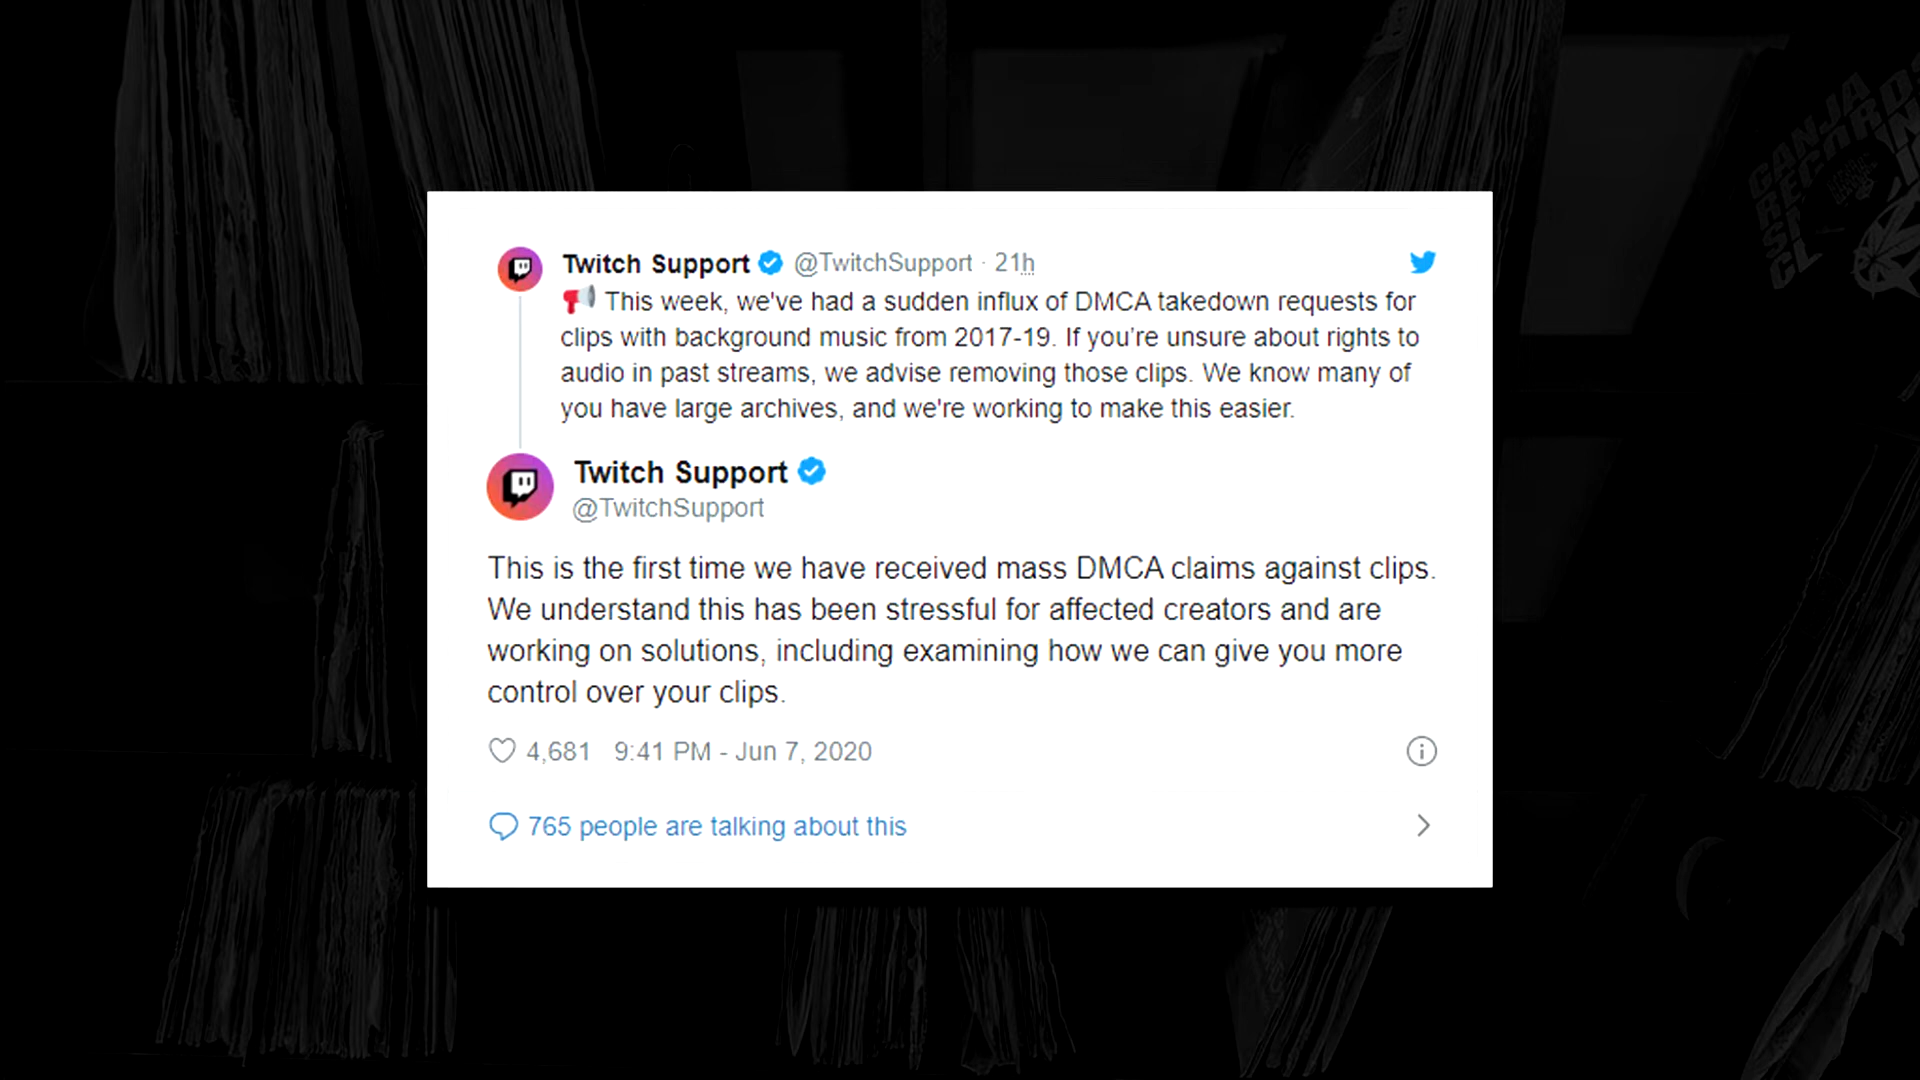 Twitch Support @TwitchSupport · 21h
This week, we've had a sudden influx of DMCA takedown requests for
clips with background music from 2017-19. If you’re unsure about rights to
audio in past streams, we advise removing those clips. We know many of
you have large archives, and we're working to make this easier.
Twitch Support
@TwitchSupport
This is the first time we have received mass DMCA claims against clips.
We understand this has been stressful for affected creators and are
working on solutions, including examining how we can give you more
control over your clips.
4,681 9:41 PM - Jun 7, 2020
765 people are talking about this